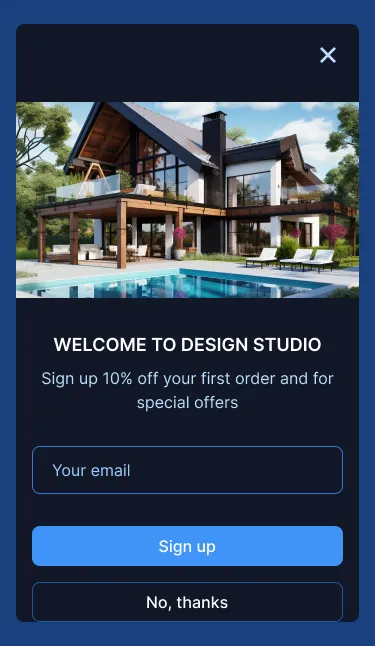 WELCOME TO DESIGN STUDIO
Sign up 10% off your first order and for
special offers
Your email
Sign up
No, thanks